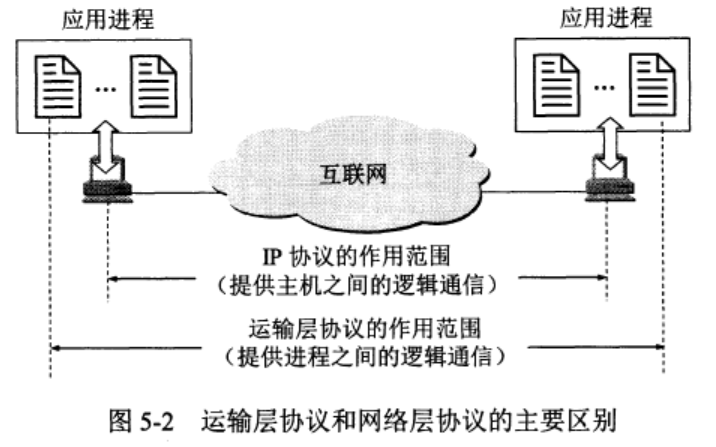 应用进程
应用进程
...
...
互联网
IP 协议的作用范围
（提供主机之间的逻辑通信）
运输层协议的作用范围
（提供进程之间的逻辑通信）
图 5-2 运输层协议和网络层协议的主要区别